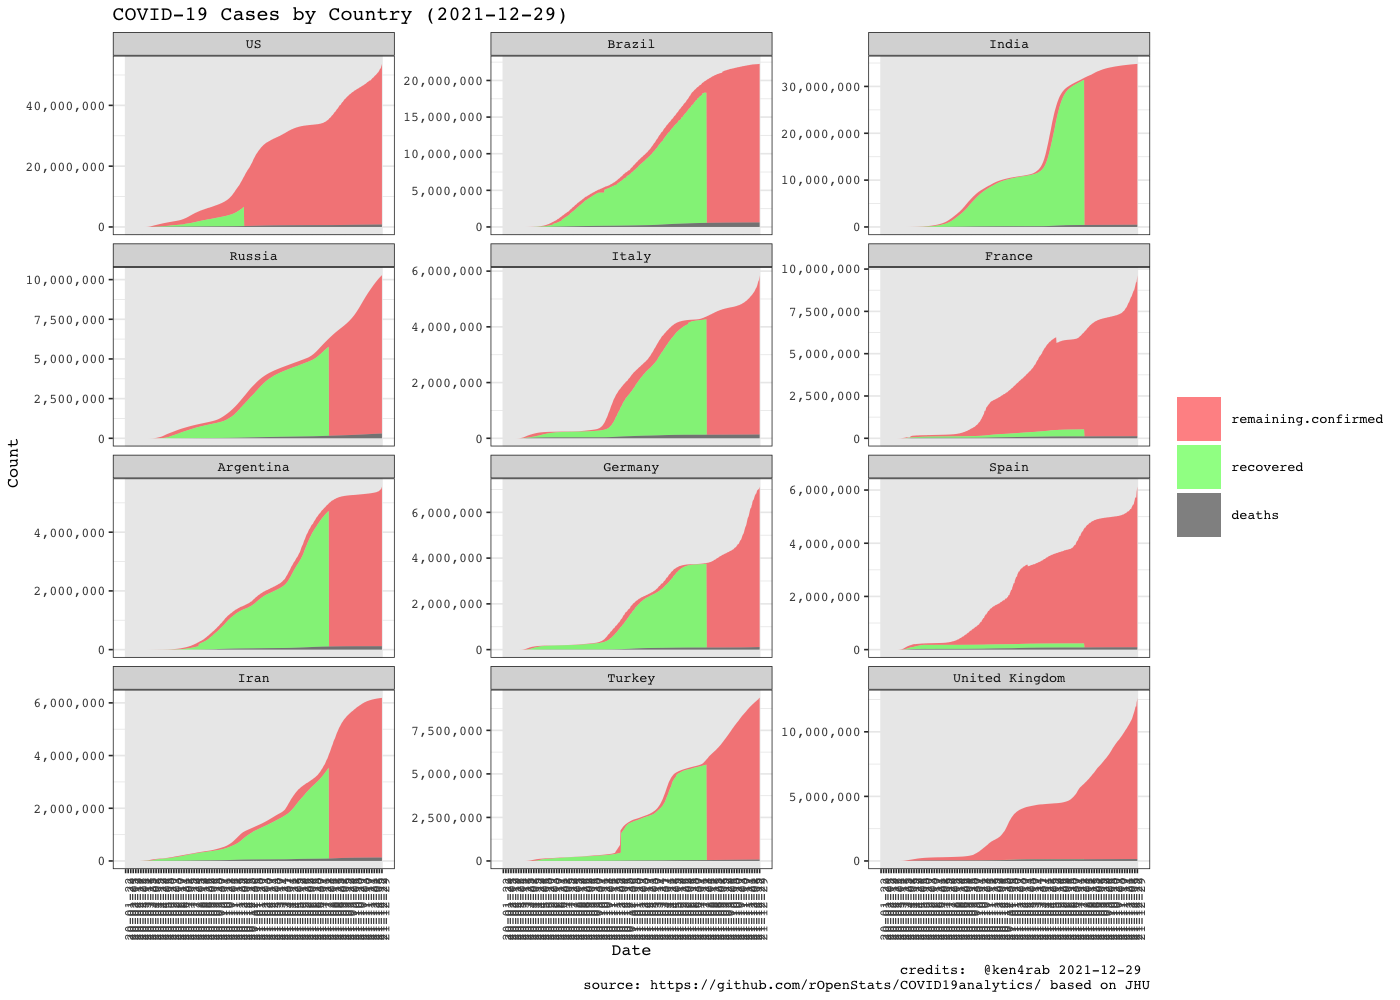 COVID-19 Cases by Country (2021-12-29)
US
Brazil
India
40,000,000
20,000,000
0
20,000,000
15,000,000
10,000,000
5,000,000
0
30,000,000
20,000,000
10,000,000
0
Russia
Italy
France
10,000,000
7,500,000
5,000,000
2,500,000
0
6,000,000
4,000,000
2,000,000
0
10,000,000
7,500,000
5,000,000
2,500,000
0
Argentina
Germany
Spain
4,000,000
2,000,000
0
6,000,000
4,000,000
2,000,000
0
6,000,000
4,000,000
2,000,000
0
Iran
Turkey
United Kingdom
6,000,000
4,000,000
2,000,000
0
7,500,000
5,000,000
2,500,000
0
10,000,000
5,000,000
0
Count
Date
remaining.confirmed
recovered
deaths
credits: @ken4rab 2021-12-29
source: https://github.com/rOpenStats/COVID19analytics/ based on JHU